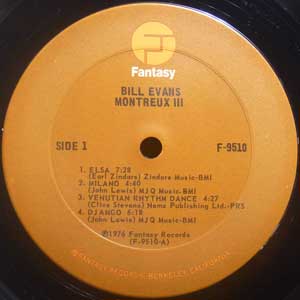 Fantasy
BILL EVANS
MONTREUX III
SIDE 1
F-9510
1. ELSA 7:28
(Earl Zindars) Zindars Music-BMI
2. MILANO 4:40
(John Lewis) MJQ Music-BMI
3. VENUTIAN RHYTHM DANCE 4:27
(Clive Stevens) Nems Publishing Ltd.-PRS
4. DJANGO 6:18
(John Lewis) MJQ Music-BMI
℗1976 Fantasy Records
(F-9510-A)
©FANTASY RECORDS BERKELEY, CALIFORNIA